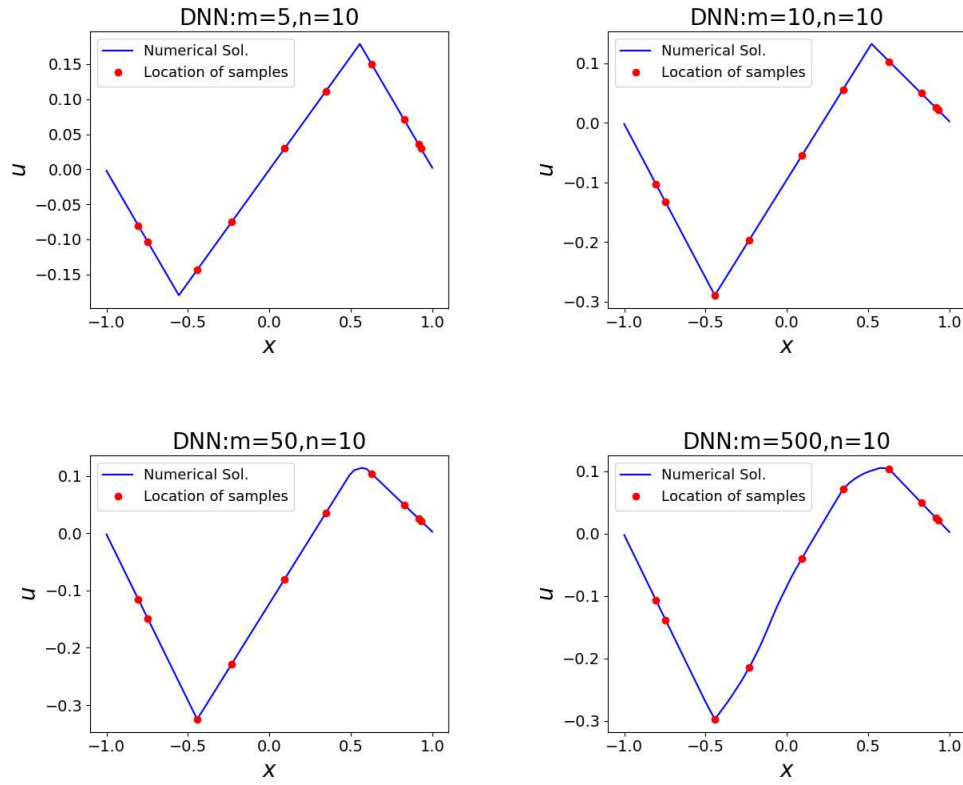 DNN:m=5,n=10
Numerical Sol.
Location of samples
0.15
0.10
0.05
0.00
−0.05
−0.10
−0.15
u
−1.0 −0.5 0.0 0.5 1.0
x
DNN:m=10,n=10
Numerical Sol.
Location of samples
0.1
0.0
−0.1
−0.2
−0.3
u
−1.0 −0.5 0.0 0.5 1.0
x
DNN:m=50,n=10
Numerical Sol.
Location of samples
0.1
0.0
−0.1
−0.2
−0.3
u
−1.0 −0.5 0.0 0.5 1.0
x
DNN:m=500,n=10
Numerical Sol.
Location of samples
0.1
0.0
−0.1
−0.2
−0.3
u
−1.0 −0.5 0.0 0.5 1.0
x